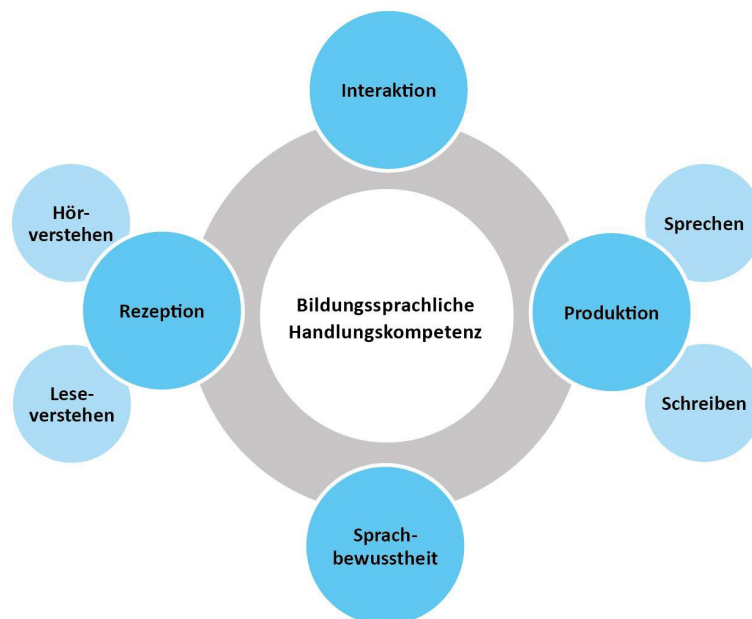 Interaktion
Hör-
verstehen
Sprechen
Rezeption
Bildungssprachliche
Handlungskompetenz
Produktion
Lese-
verstehen
Schreiben
Sprach-
bewusstheit